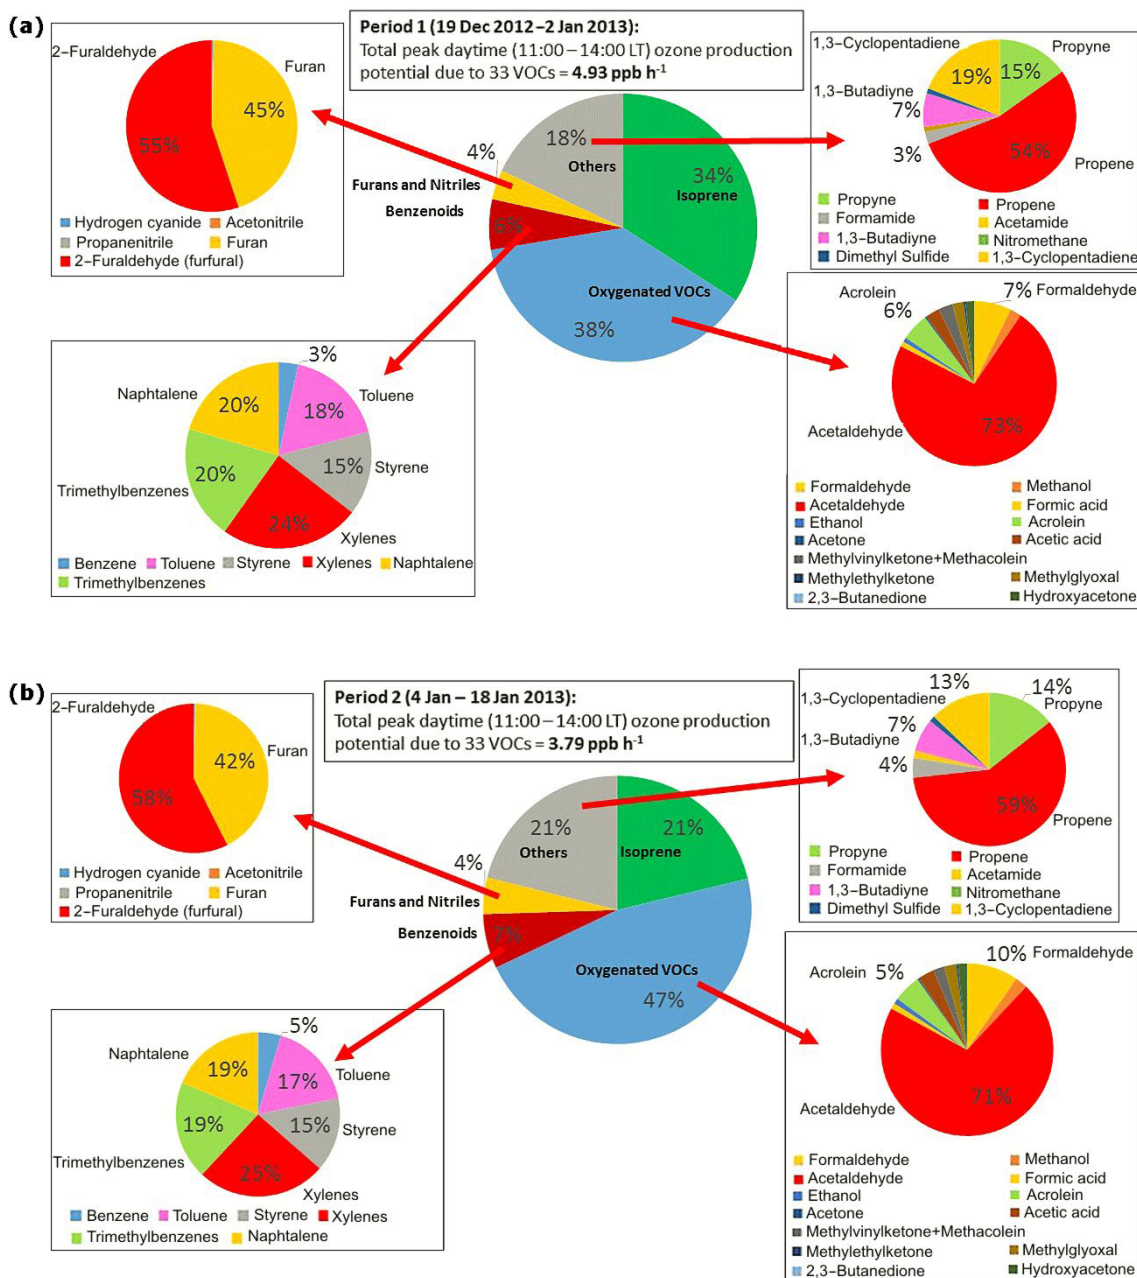 (a)
Period 1 (19 Dec 2012–2 Jan 2013):
Total peak daytime (11:00–14:00 LT) ozone production
potential due to 33 VOCs = 4.93 ppb h-1
2–Furaldehyde
Furan
45%
55%
Hydrogen cyanide
Acetonitrile
Propanenitrile
Furan
2–Furaldehyde (furfural)
18%
Others
34%
Isoprene
4%
Furans and Nitriles
Benzenoids
6%
Oxygenated VOCs
38%
1,3–Cyclopentadiene
Propyne
19%
15%
1,3–Butadiyne
7%
3%
54%
Propene
Propyne
Propene
Formamide
Acetamide
1,3–Butadiyne
Nitromethane
Dimethyl Sulfide
1,3–Cyclopentadiene
3%
Naphtalene
Toluene
20%
18%
15%
Styrene
20%
Trimethylbenzenes
24%
Xylenes
Benzene
Toluene
Styrene
Xylenes
Naphtalene
Trimethylbenzenes
Acrolein
7%
Formaldehyde
6%
Acetaldehyde
73%
Formaldehyde
Methanol
Acetaldehyde
Formic acid
Ethanol
Acrolein
Acetone
Acetic acid
Methylvinylketone+Methacolein
Methylethylketone
Methylglyoxal
2,3–Butanedione
Hydroxyacetone
(b)
Period 2 (4 Jan – 18 Jan 2013):
Total peak daytime (11:00–14:00 LT) ozone production
potential due to 33 VOCs = 3.79 ppb h-1
2–Furaldehyde
Furan
42%
58%
Hydrogen cyanide
Acetonitrile
Propanenitrile
Furan
2–Furaldehyde (furfural)
21%
Others
21%
Isoprene
4%
Furans and Nitriles
Benzenoids
7%
Oxygenated VOCs
47%
1,3–Cyclopentadiene
13%
14%
Propyne
7%
1,3–Butadiyne
4%
59%
Propene
Propyne
Propene
Formamide
Acetamide
1,3–Butadiyne
Nitromethane
Dimethyl Sulfide
1,3–Cyclopentadiene
5%
Naphtalene
Toluene
19%
17%
19%
15%
Styrene
Trimethylbenzenes
25%
Xylenes
Benzene
Toluene
Styrene
Xylenes
Trimethylbenzenes
Naphtalene
10%
Formaldehyde
Acrolein
5%
Acetaldehyde
71%
Formaldehyde
Methanol
Acetaldehyde
Formic acid
Ethanol
Acrolein
Acetone
Acetic acid
Methylvinylketone+Methacolein
Methylethylketone
Methylglyoxal
2,3–Butanedione
Hydroxyacetone